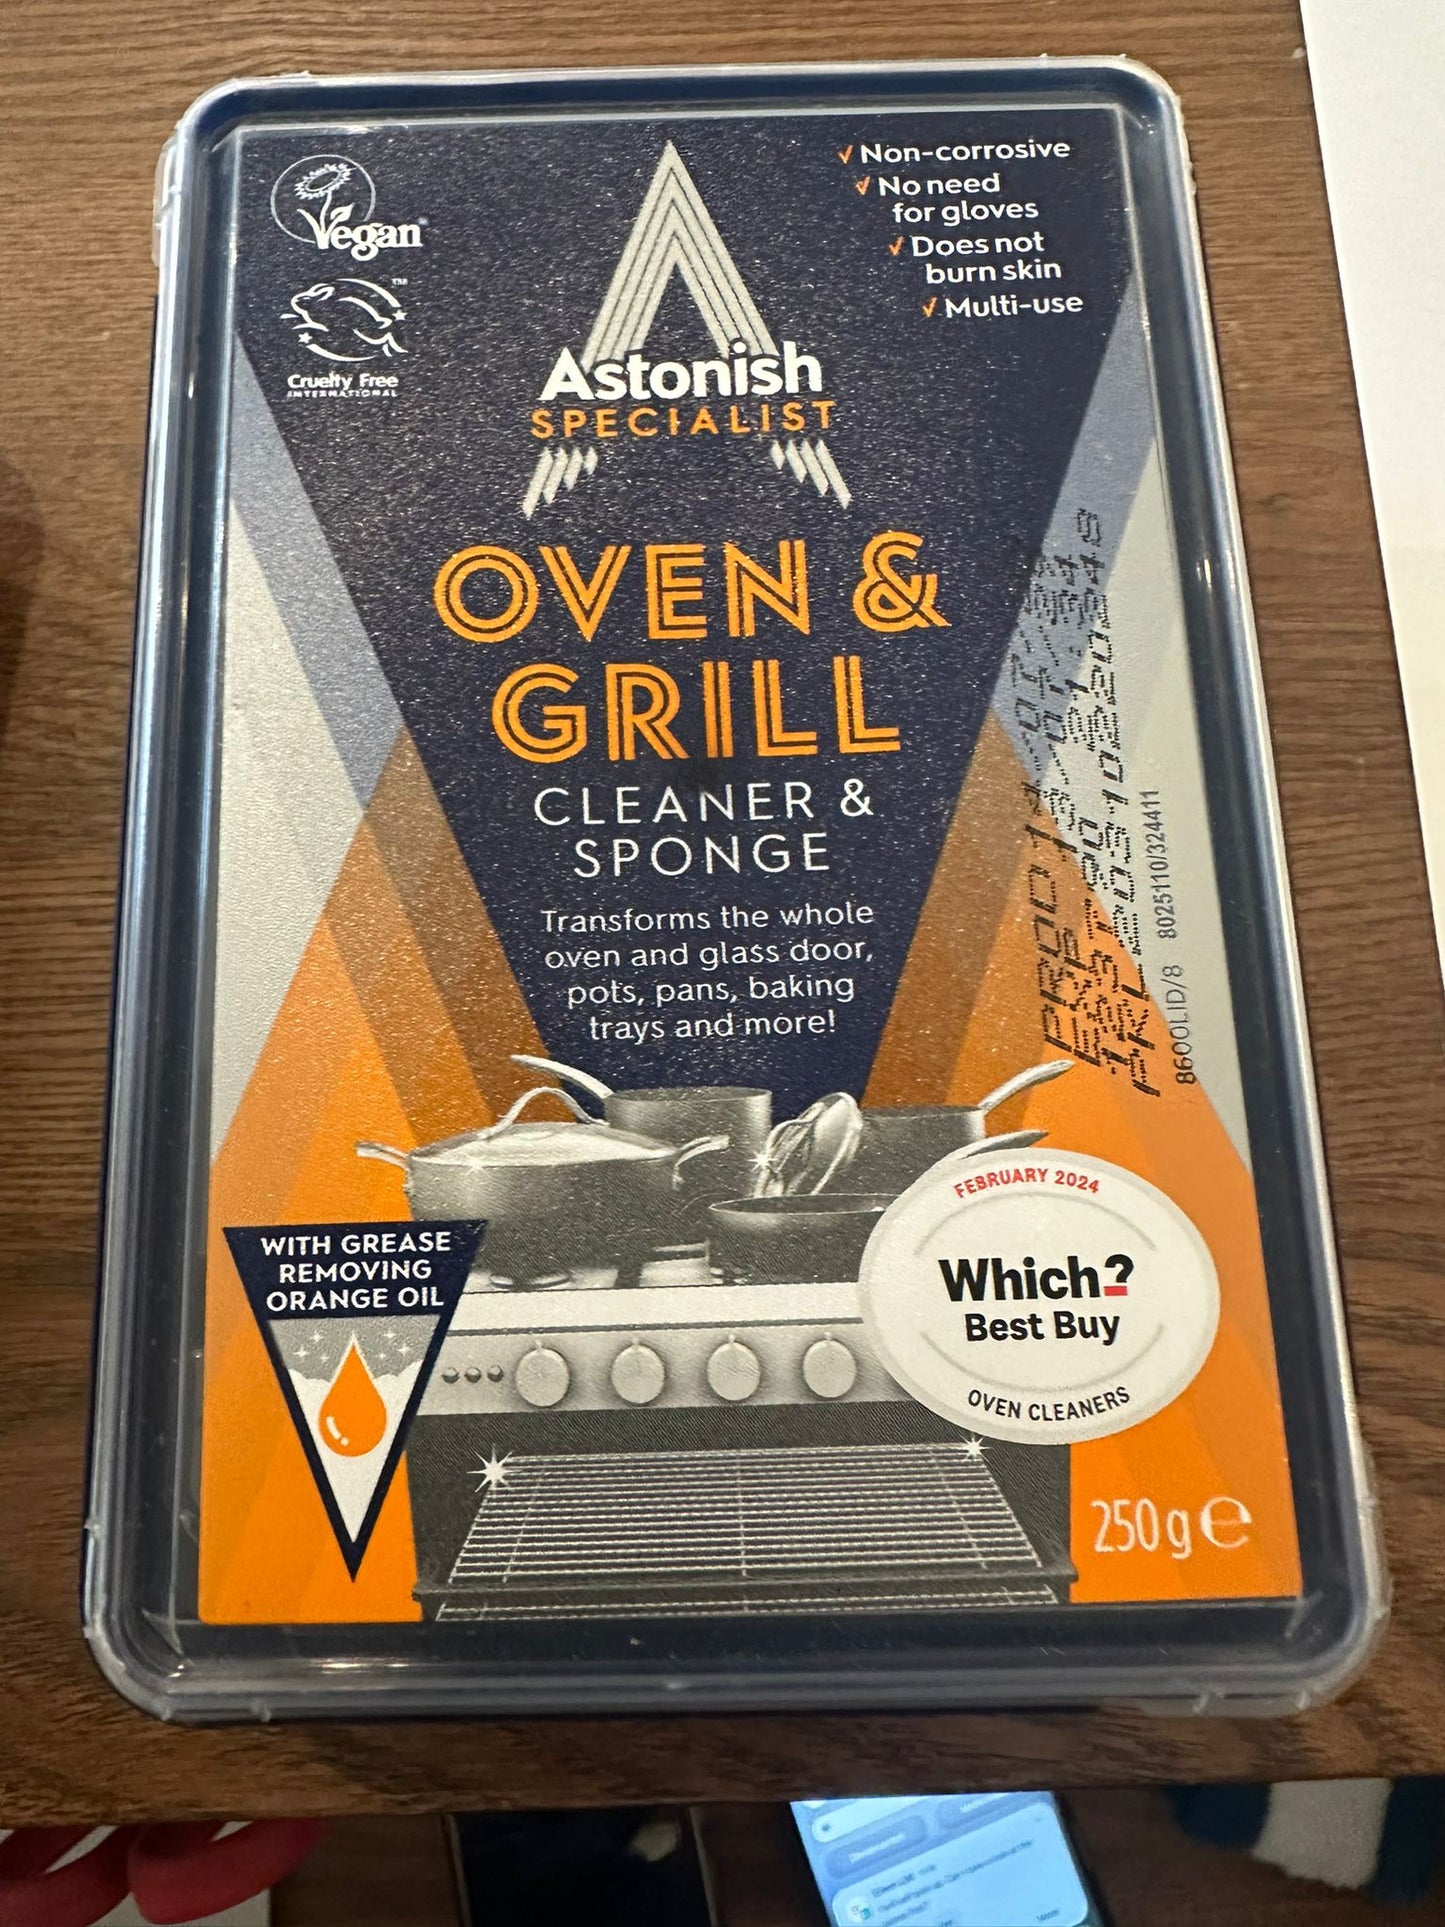 Vegan
Cruelty Free
INTERNATIONAL
✓ Non-corrosive
✓ No need
for gloves
✓ Does not
burn skin
✓ Multi-use
Astonish
SPECIALIST
OVEN &
GRILL
CLEANER &
SPONGE
Transforms the whole
oven and glass door,
pots, pans, baking
trays and more!
8600LID/8 8025110/324411
WITH GREASE
REMOVING
ORANGE OIL
FEBRUARY 2024
Which?
Best Buy
OVEN CLEANERS
250g ℮